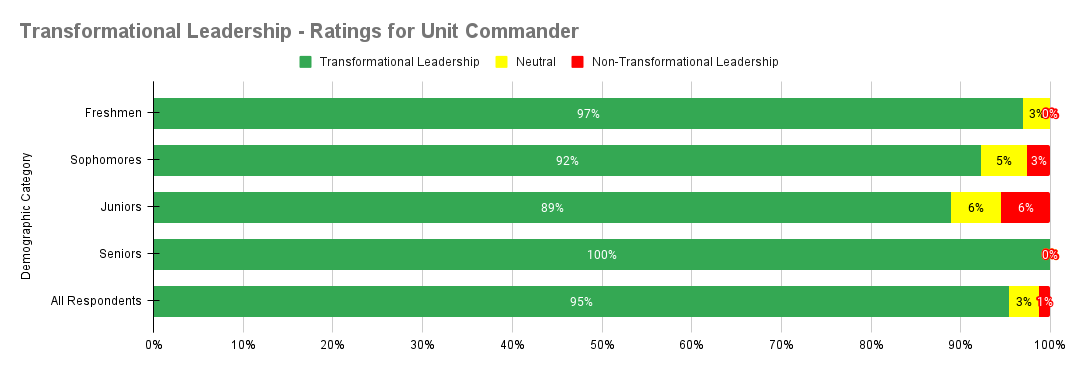 Transformational Leadership - Ratings for Unit Commander
Transformational Leadership Neutral Non-Transformational Leadership
Demographic Category
Freshmen 97% 3% 0%
Sophomores 92% 5% 3%
Juniors 89% 6% 6%
Seniors 100% 0%
All Respondents 95% 3% 1%
0% 10% 20% 30% 40% 50% 60% 70% 80% 90% 100%